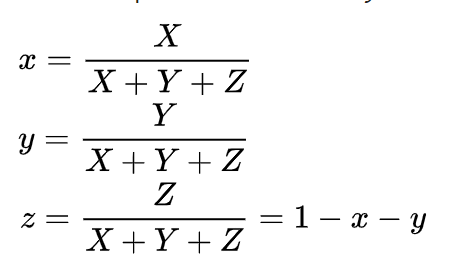 x = X / (X + Y + Z)
y = Y / (X + Y + Z)
z = Z / (X + Y + Z) = 1 − x − y